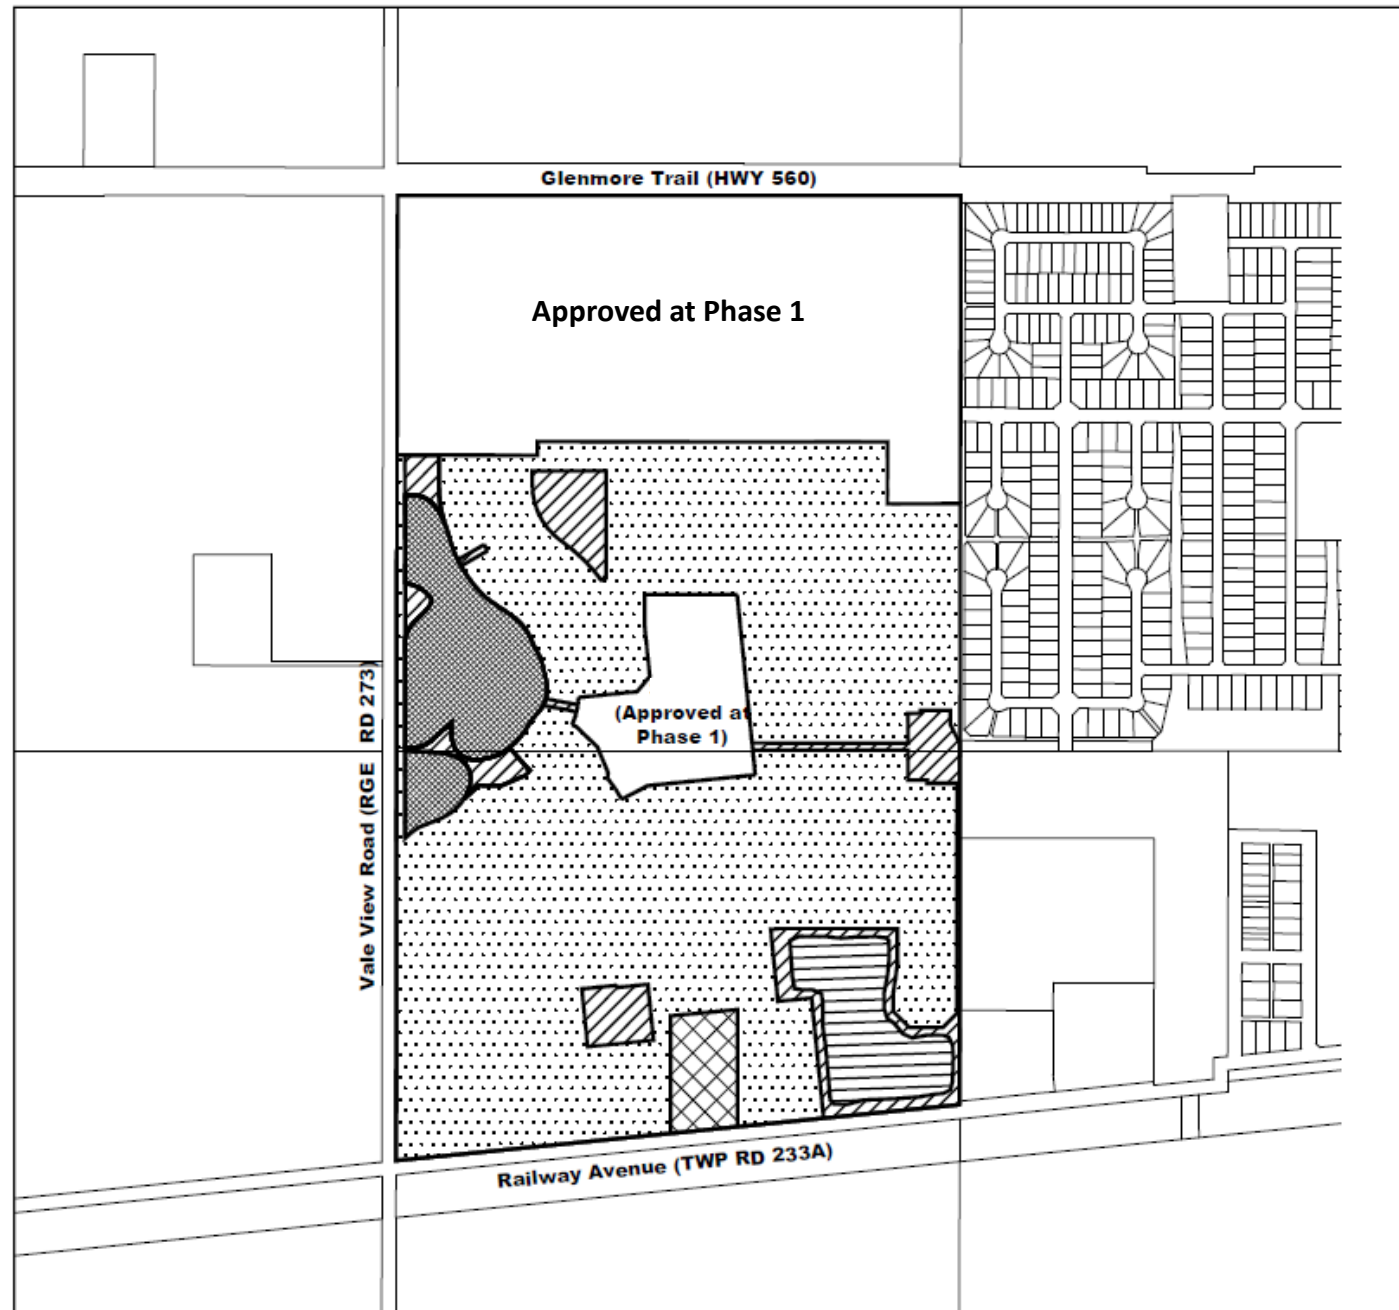 Glenmore Trail (HWY 560)
Approved at Phase 1
(Approved at
Phase 1)
Vale View Road (RGE RD 273)
Railway Avenue (TWP RD 233A)